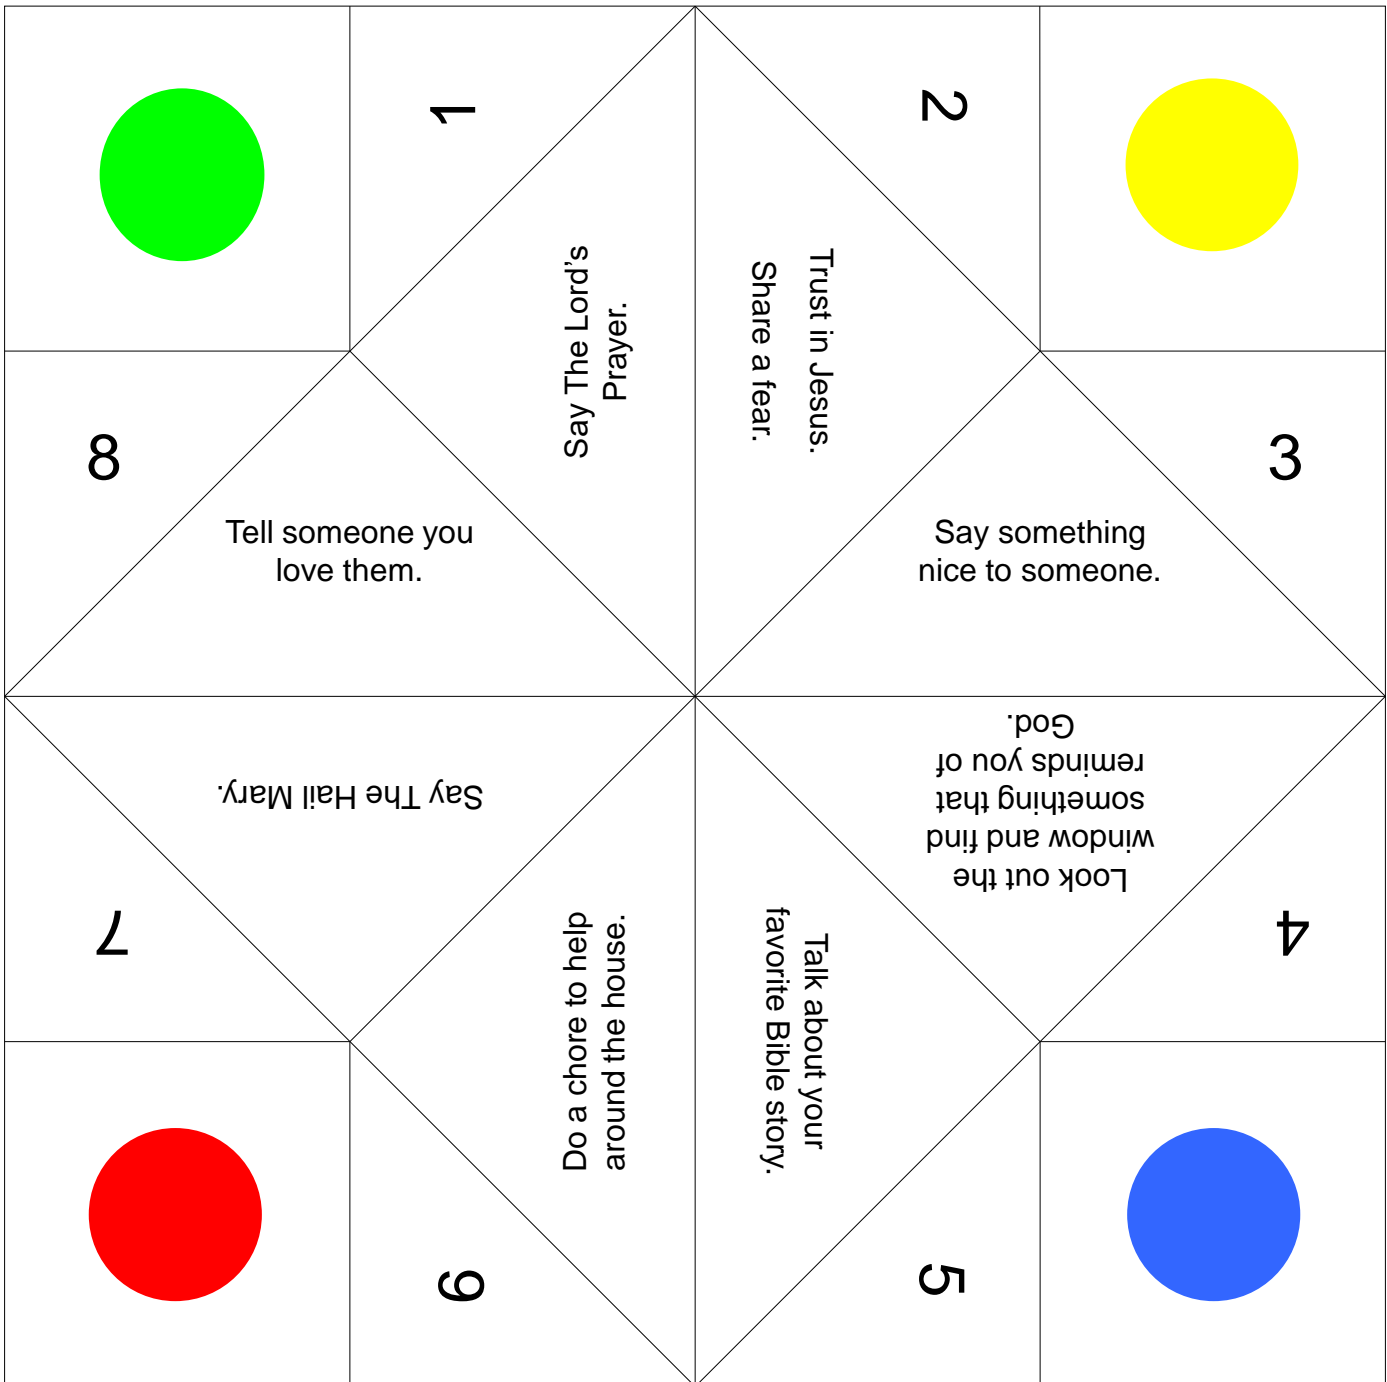 1
2
Say The Lord's
Prayer.
Trust in Jesus.
Share a fear.
8
3
Tell someone you
love them.
Say something
nice to someone.
Say The Hail Mary.
Look out the
window and find
something that
reminds you of
God.
7
4
Do a chore to help
around the house.
Talk about your
favorite Bible story.
6
5